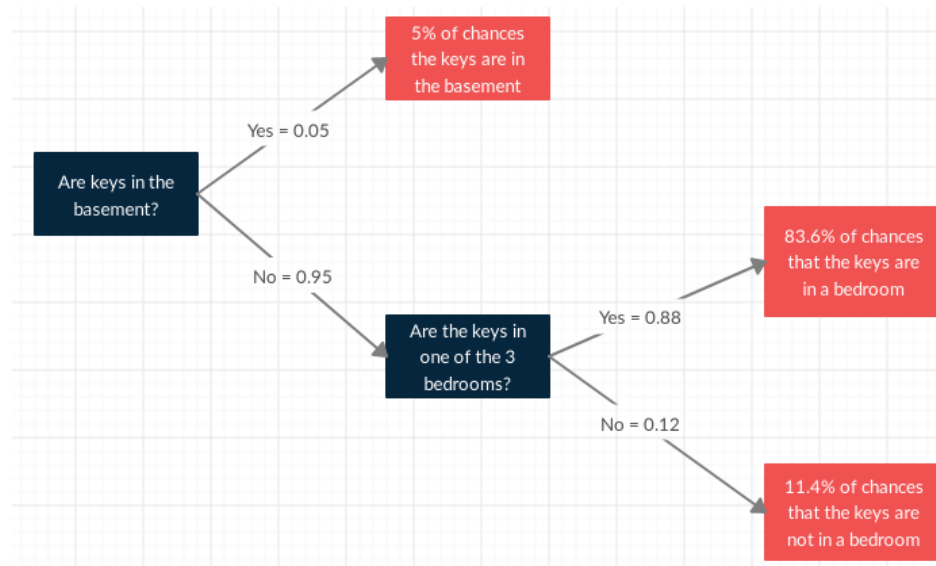 5% of chances
the keys are in
the basement
Yes = 0.05
Are keys in the
basement?
No = 0.95
83.6% of chances
that the keys are
in a bedroom
Yes = 0.88
Are the keys in
one of the 3
bedrooms?
No = 0.12
11.4% of chances
that the keys are
not in a bedroom